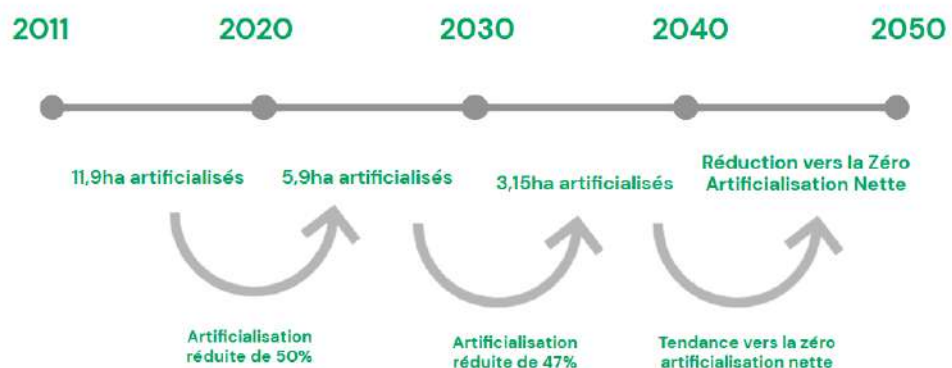 2011 2020 2030 2040 2050
11,9ha artificialisés
5,9ha artificialisés
3,15ha artificialisés
Réduction vers la Zéro
Artificialisation Nette
Artificialisation
réduite de 50%
Artificialisation
réduite de 47%
Tendance vers la zéro
artificialisation nette